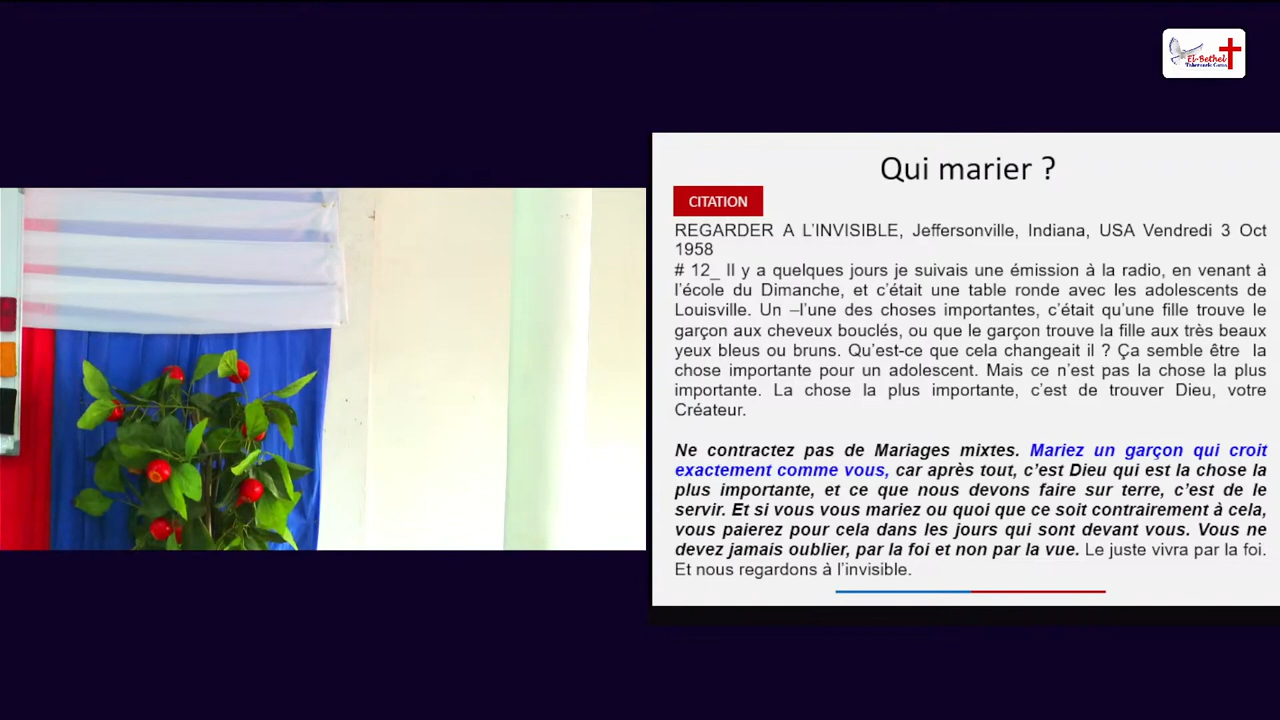 El-Bethel
Qui marier ?
CITATION
REGARDER A L’INVISIBLE, Jeffersonville, Indiana, USA Vendredi 3 Oct
1958
# 12_ Il y a quelques jours je suivais une émission à la radio, en venant à
l’école du Dimanche, et c’était une table ronde avec les adolescents de
Louisville. Un –l’une des choses importantes, c’était qu’une fille trouve le
garçon aux cheveux bouclés, ou que le garçon trouve la fille aux très beaux
yeux bleus ou bruns. Qu’est-ce que cela changeait il ? Ça semble être la
chose importante pour un adolescent. Mais ce n’est pas la chose la plus
importante. La chose la plus importante, c’est de trouver Dieu, votre
Créateur.
Ne contractez pas de Mariages mixtes. Mariez un garçon qui croit
exactement comme vous, car après tout, c’est Dieu qui est la chose la
plus importante, et ce que nous devons faire sur terre, c’est de le
servir. Et si vous vous mariez ou quoi que ce soit contrairement à cela,
vous paierez pour cela dans les jours qui sont devant vous. Vous ne
devez jamais oublier, par la foi et non par la vue. Le juste vivra par la foi.
Et nous regardons à l’invisible.